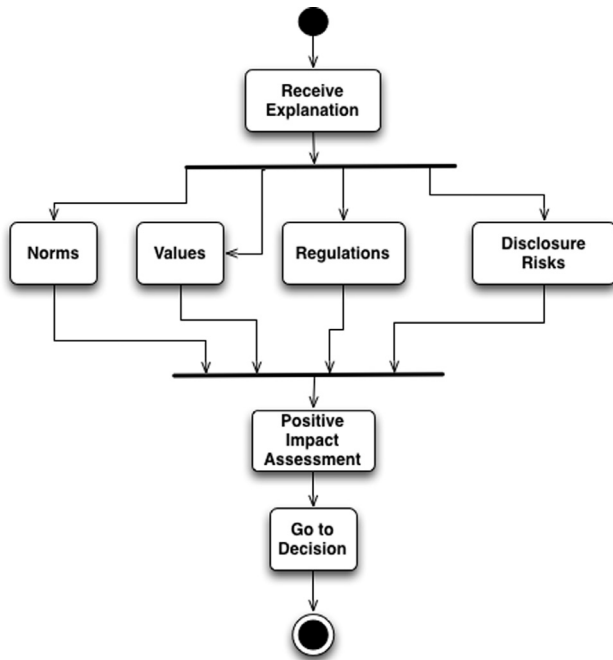 Receive
Explanation
Norms
Values
Regulations
Disclosure
Risks
Positive
Impact
Assessment
Go to
Decision